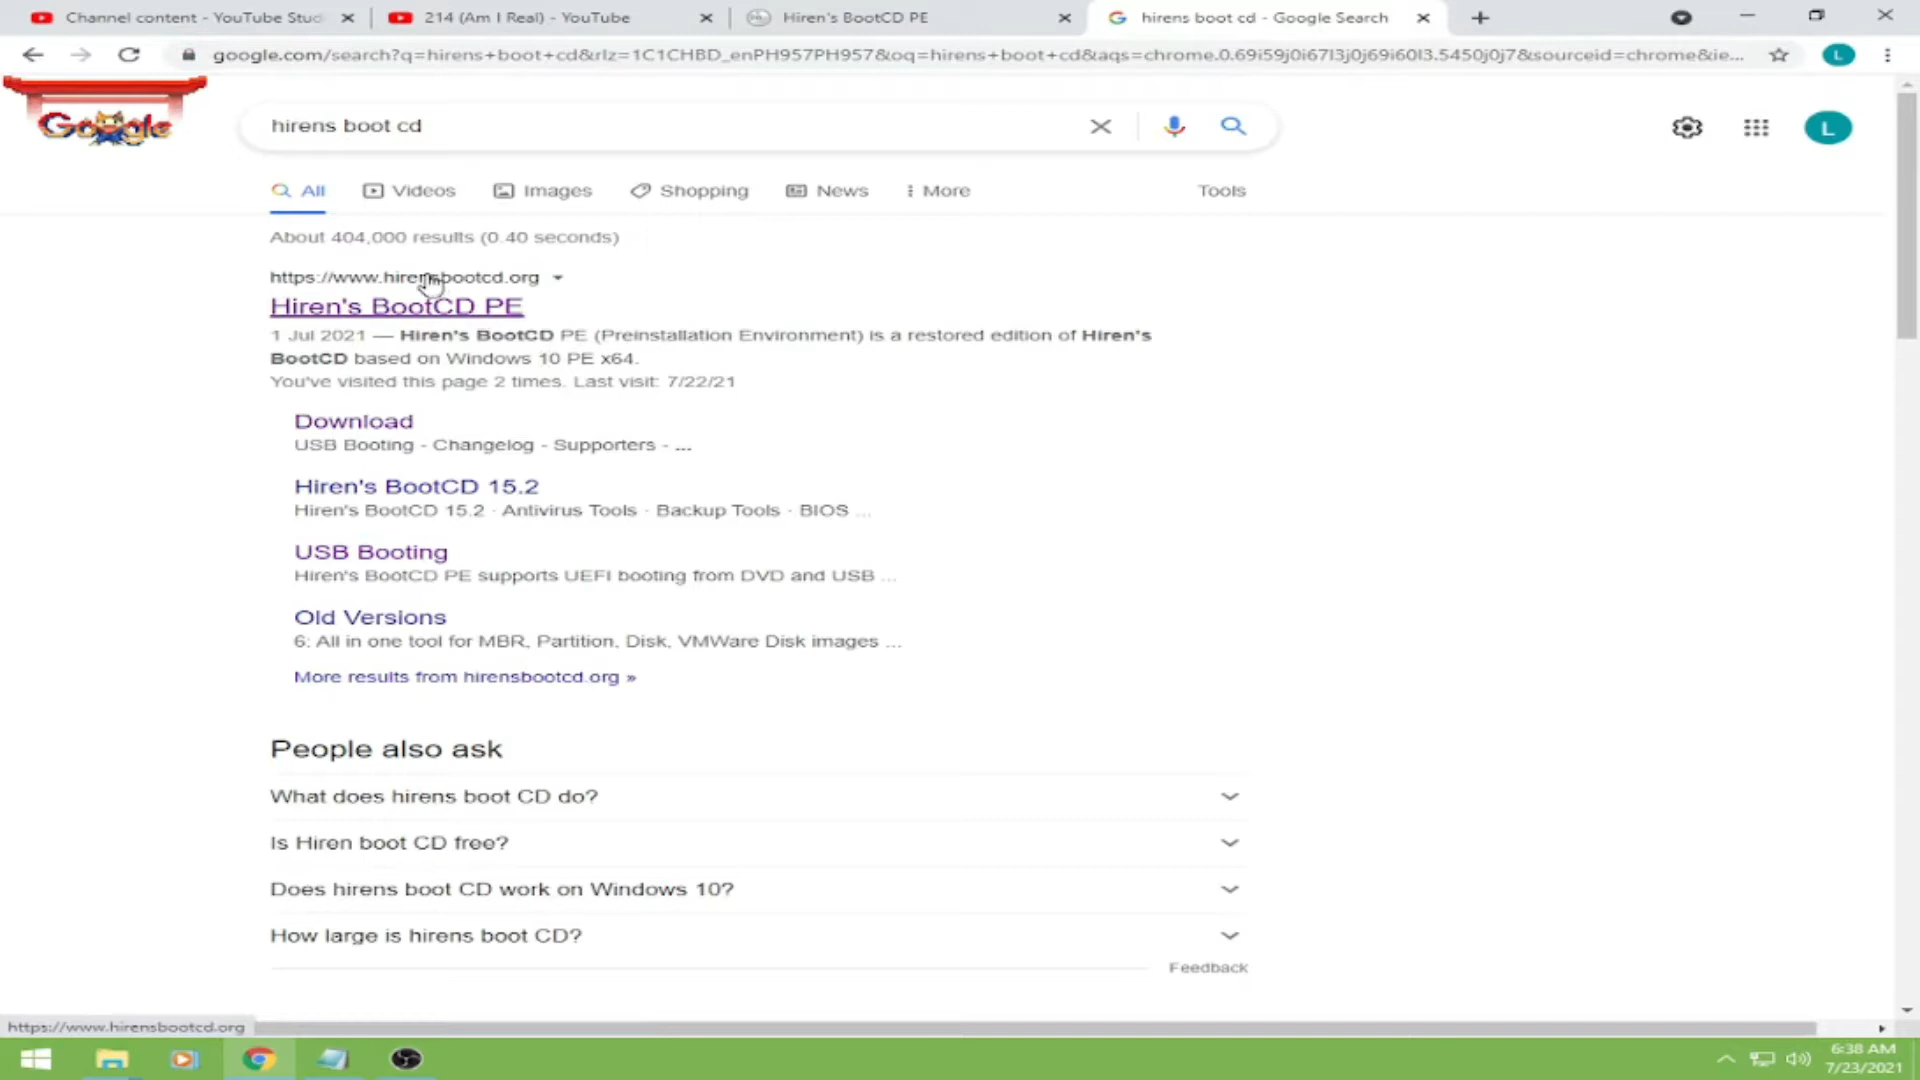 Channel content - YouTube Stud
214 (Am I Real) - YouTube
Hiren's BootCD PE
hirens boot cd - Google Search
google.com/search?q=hirens+boot+cd&rlz=1C1CHBD_enPH957PH957&oq=hirens+boot+cd&aqs=chrome.0.69i59j0i67l3j0j69i60l3.5450j0j7&sourceid=chrome&ie...
L
Google
hirens boot cd
L
All
Videos
Images
Shopping
News
More
Tools
About 404,000 results (0.40 seconds)
https://www.hirensbootcd.org
Hiren's BootCD PE
1 Jul 2021 — Hiren's BootCD PE (Preinstallation Environment) is a restored edition of Hiren's
BootCD based on Windows 10 PE x64.
You've visited this page 2 times. Last visit: 7/22/21
Download
USB Booting - Changelog - Supporters - ...
Hiren's BootCD 15.2
Hiren's BootCD 15.2 · Antivirus Tools · Backup Tools · BIOS ...
USB Booting
Hiren's BootCD PE supports UEFI booting from DVD and USB ...
Old Versions
6: All in one tool for MBR, Partition, Disk, VMWare Disk images ...
More results from hirensbootcd.org »
People also ask
What does hirens boot CD do?
Is Hiren boot CD free?
Does hirens boot CD work on Windows 10?
How large is hirens boot CD?
Feedback
https://www.hirensbootcd.org
6:38 AM
7/23/2021